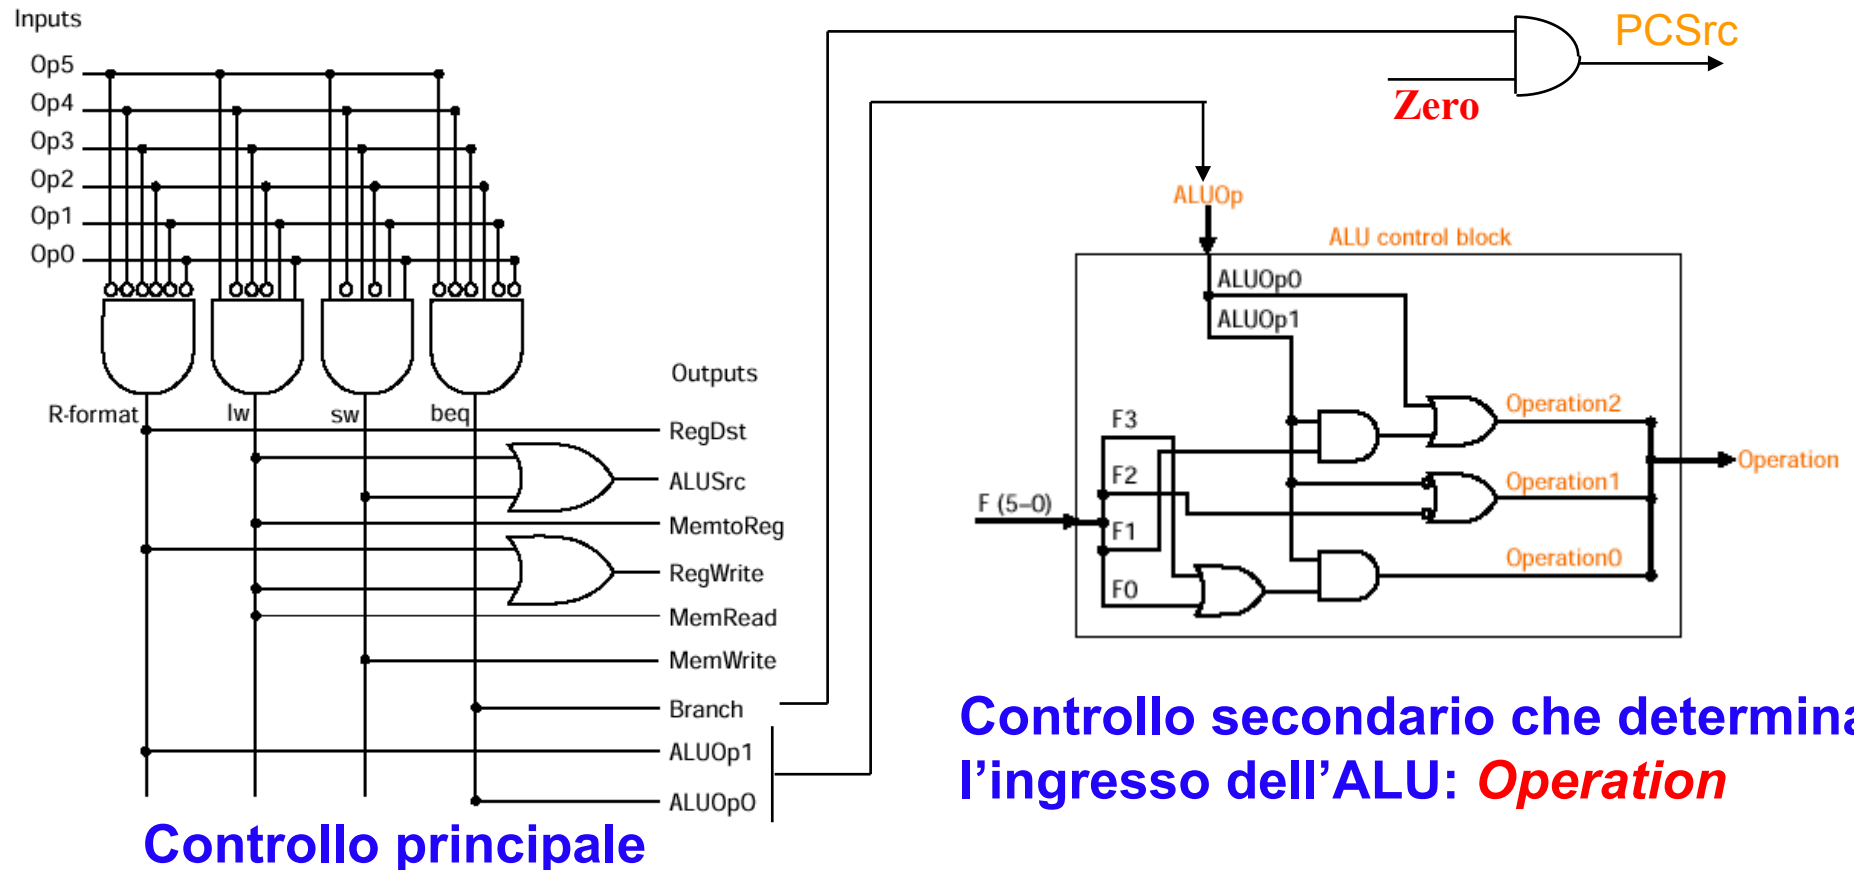 Inputs
Op5
Op4
Op3
Op2
Op1
Op0
R-format
lw
sw
beq
Outputs
RegDst
ALUSrc
MemtoReg
RegWrite
MemRead
MemWrite
Branch
ALUOp1
ALUOp0
Controllo principale
PCSrc
Zero
ALUOp
ALU control block
ALUOp0
ALUOp1
F3
F2
F (5–0)
F1
F0
Operation2
Operation1
Operation0
Operation
Controllo secondario che determina
l’ingresso dell’ALU: Operation